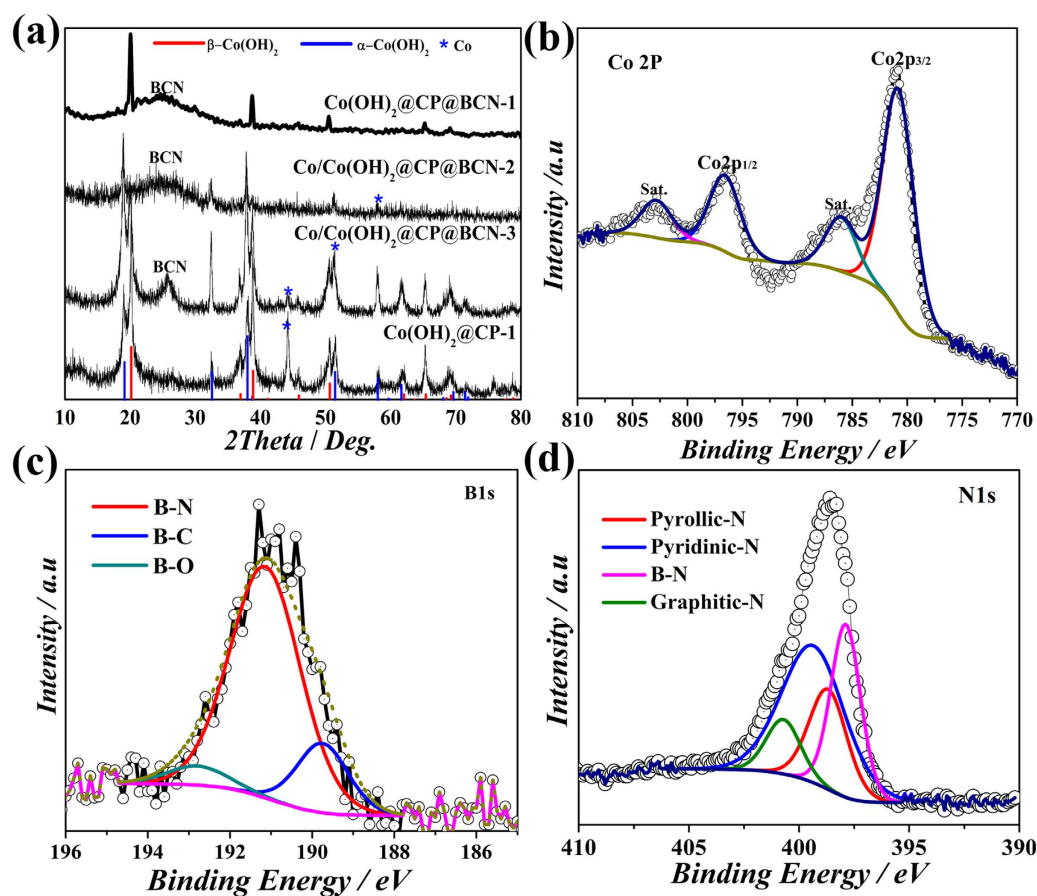 (a)
β-Co(OH)2 α-Co(OH)2 * Co
BCN
Co(OH)2@CP@BCN-1
BCN
Co/Co(OH)2@CP@BCN-2
*
Co/Co(OH)2@CP@BCN-3
BCN
*
*
Co(OH)2@CP-1
*
10 20 30 40 50 60 70 80
2Theta / Deg.
(b)
Co 2P
Co2p3/2
Co2p1/2
Sat.
Sat.
Intensity /a.u
810 805 800 795 790 785 780 775 770
Binding Energy / eV
(c)
B-N
B-C
B-O
B1s
Intensity / a.u
196 194 192 190 188 186
Binding Energy / eV
(d)
N1s
Pyrollic-N
Pyridinic-N
B-N
Graphitic-N
Intensity / a.u
410 405 400 395 390
Binding Energy / eV